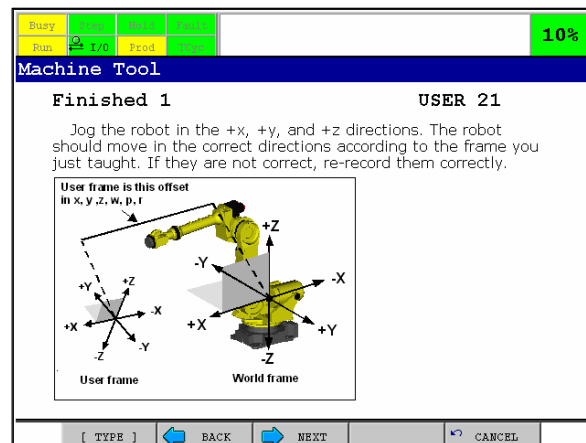 Busy Step Hold Fault
Run I/O Prod TCyc
10%
Machine Tool
Finished 1 USER 21
Jog the robot in the +x, +y, and +z directions. The robot
should move in the correct directions according to the frame you
just taught. If they are not correct, re-record them correctly.
User frame is this offset
in x, y ,z, w, p, r
+Z
-Y
-X
+X
+Y
-Z
+Y
+Z
-X
+X
-Z
-Y
User frame
World frame
[ TYPE ] BACK NEXT CANCEL